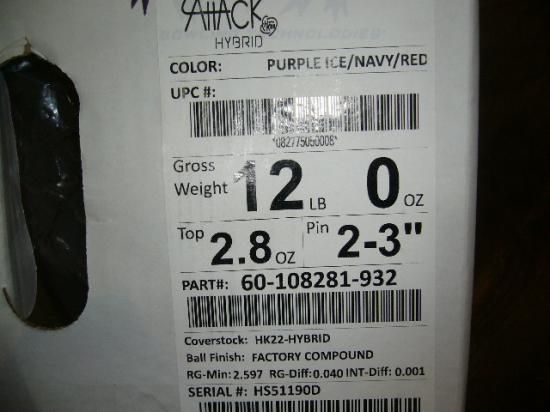 ATTACK
HYBRID
COLOR: PURPLE ICE/NAVY/RED
UPC #:
*082775050008*
Gross Weight 12 LB 0 OZ
Top 2.8 OZ Pin 2-3"
PART#: 60-108281-932
Coverstock: HK22-HYBRID
Ball Finish: FACTORY COMPOUND
RG-Min: 2.597 RG-Diff: 0.040 INT-Diff: 0.001
SERIAL #: HS51190D